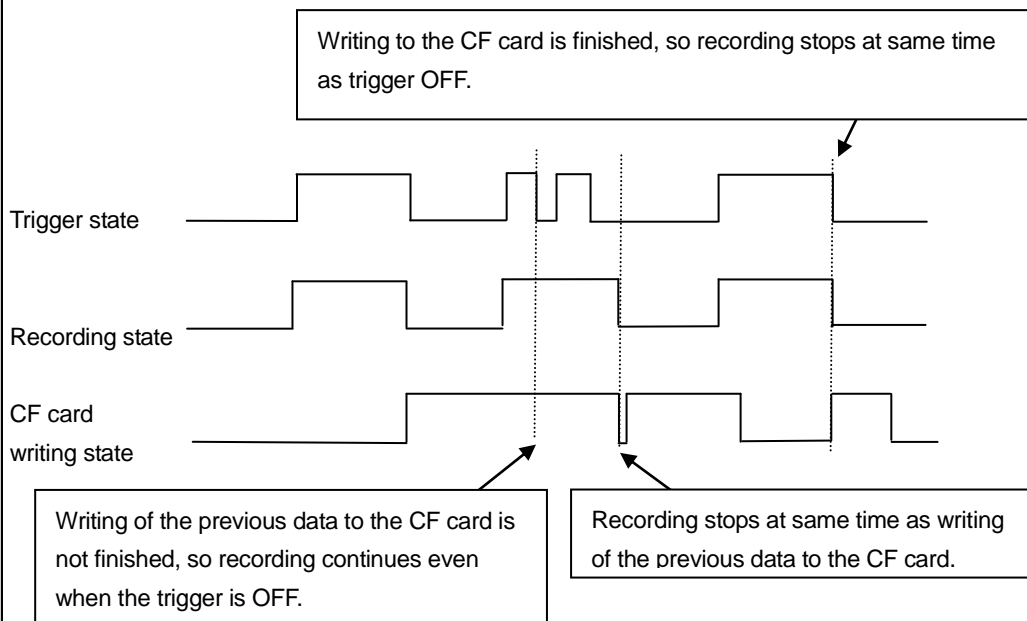 Writing to the CF card is finished, so recording stops at same time
as trigger OFF.
Trigger state
Recording state
CF card
writing state
Writing of the previous data to the CF card is
not finished, so recording continues even
when the trigger is OFF.
Recording stops at same time as writing
of the previous data to the CF card.